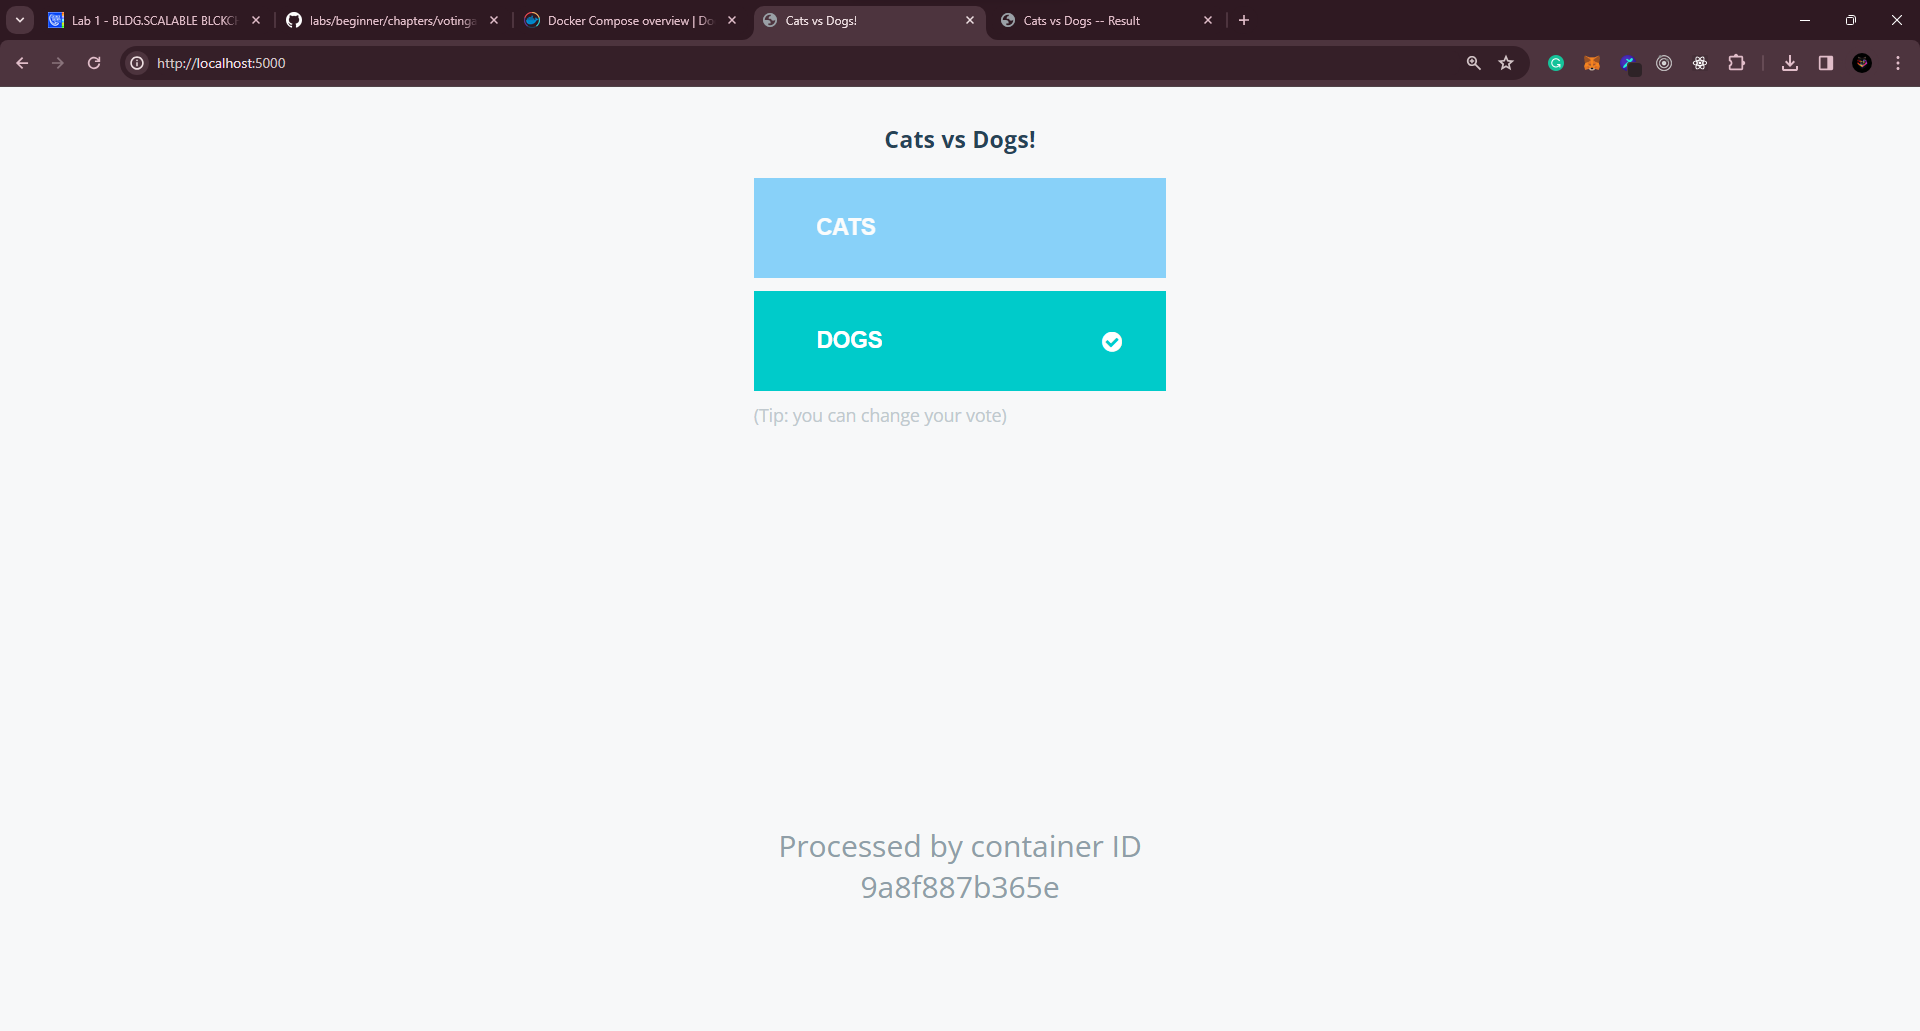 Lab 1 - BLDG.SCALABLE BLCKC
labs/beginner/chapters/votinga
Docker Compose overview | Do
Cats vs Dogs!
Cats vs Dogs -- Result
http://localhost:5000
Cats vs Dogs!
CATS
DOGS
(Tip: you can change your vote)
Processed by container ID
9a8f887b365e